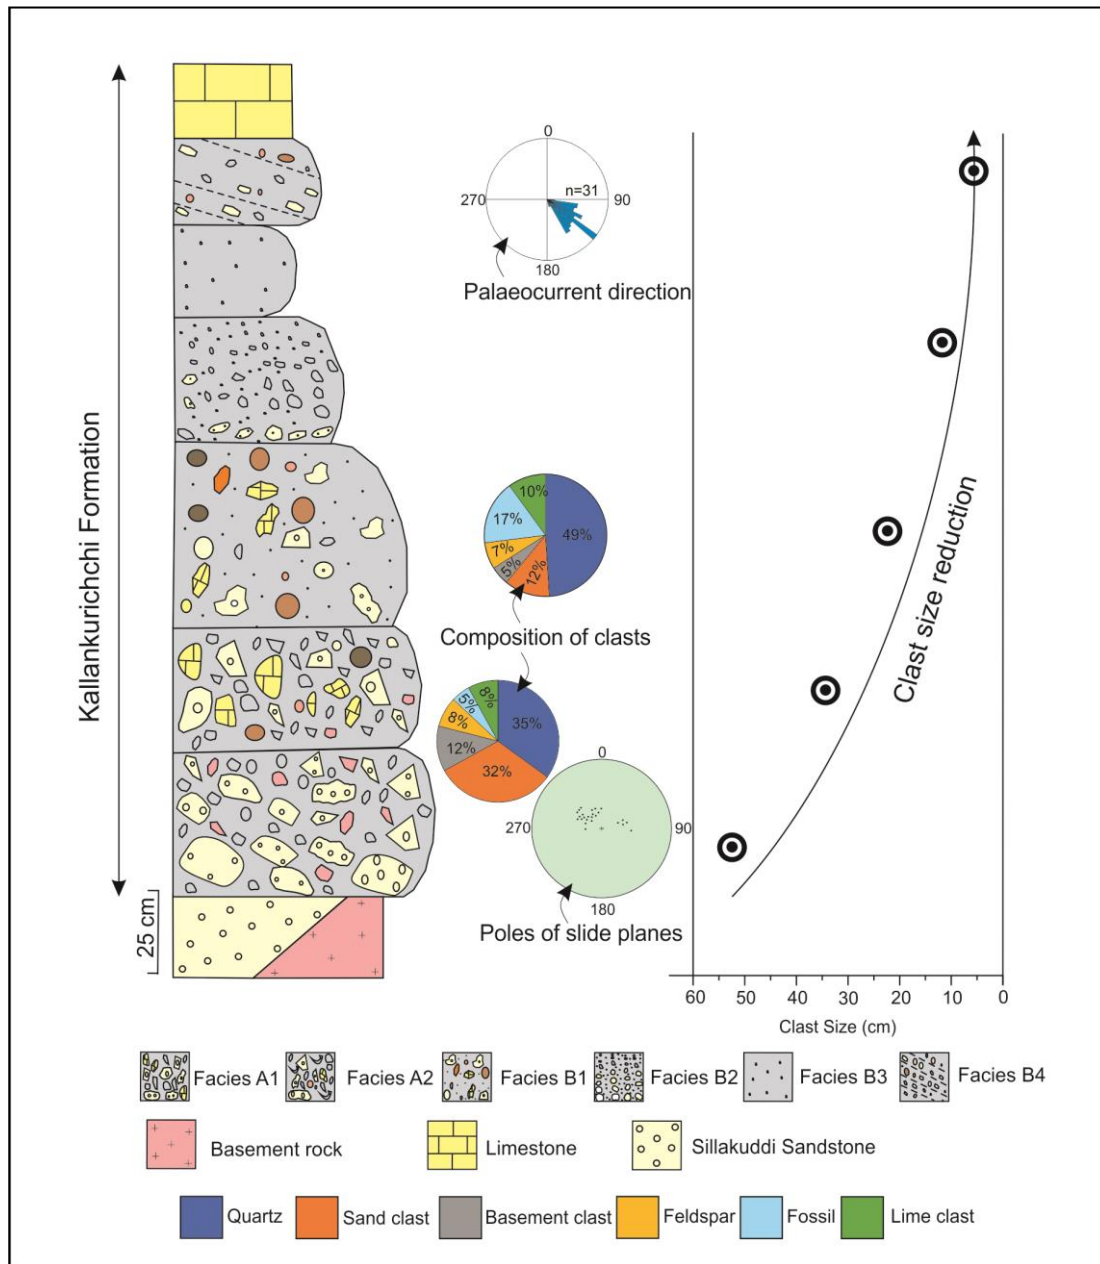 Kallankurichchi Formation
25 cm
0
n=31
270
90
180
Palaeocurrent direction
10%
17%
49%
7%
5%
12%
Composition of clasts
8%
5%
35%
8%
12%
32%
0
270
90
180
Poles of slide planes
Clast size reduction
60
50
40
30
20
10
0
Clast Size (cm)
Facies A1
Facies A2
Facies B1
Facies B2
Facies B3
Facies B4
Basement rock
Limestone
Sillakuddi Sandstone
Quartz
Sand clast
Basement clast
Feldspar
Fossil
Lime clast